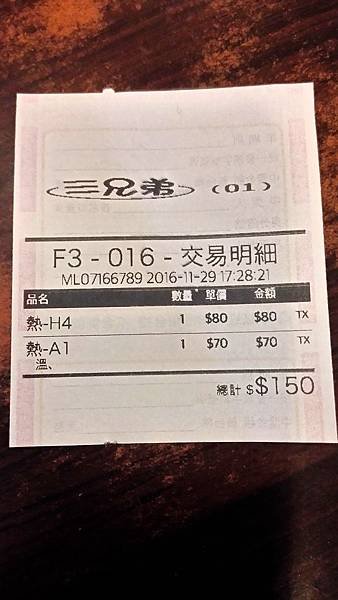 三兄弟 (01)
F3 - 016 - 交易明細
ML07166789 2016-11-29 17:28:21
品名 數量* 單價 金額
熱-H4 1 $80 $80 TX
熱-A1 1 $70 $70 TX
溫、
總計 $ $150